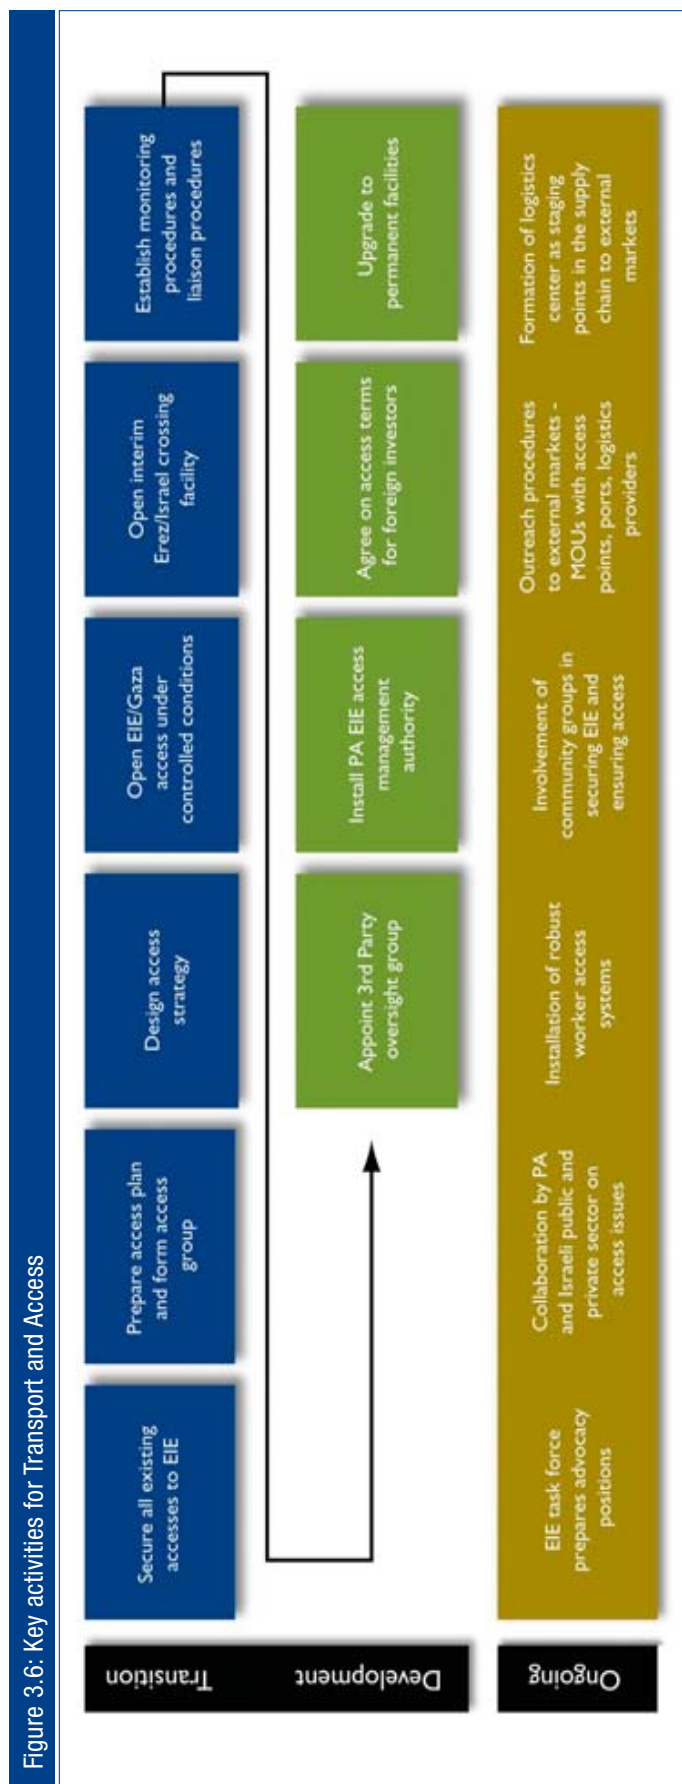 Figure 3.6: Key activities for Transport and Access
Transition
Secure all existing
accesses to EIE
Prepare access plan
and form access
group
Design access
strategy
Open EIE/Gaza
access under
controlled conditions
Open interim
Erez/Israel crossing
facility
Establish monitoring
procedures and
liaison procedures
Development
Appoint 3rd Party
oversight group
Install PA EIE access
management
authority
Agree on access terms
for foreign investors
Upgrade to
permanent facilities
Ongoing
EIE task force
prepares advocacy
positions
Collaboration by PA
and Israeli public and
private sector on
access issues
Installation of robust
worker access
systems
Involvement of
community groups in
securing EIE and
ensuring access
Outreach procedures
to external markets -
MOUs with access
points, ports, logistics
providers
Formation of logistics
center as staging
points in the supply
chain to external
markets